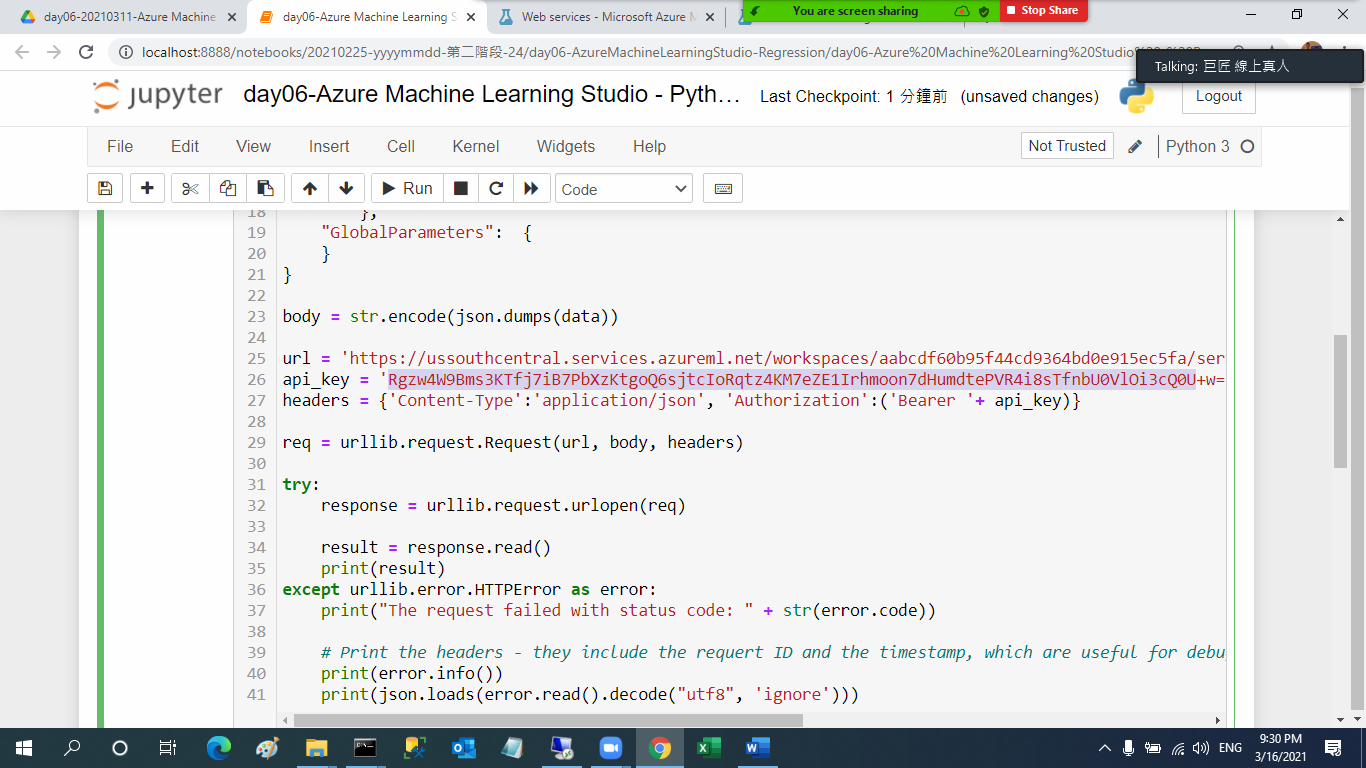 day06-20210311-Azure Machine
day06-Azure Machine Learning S
Web services - Microsoft Azure M
You are screen sharing
Stop Share
localhost:8888/notebooks/20210225-yyyymmdd-第二階段-24/day06-AzureMachineLearningStudio-Regression/day06-Azure%20Machine%20Learning%20Studio%
Talking: 巨匠 線上真人
jupyter
day06-Azure Machine Learning Studio - Pyth…
Last Checkpoint: 1 分鐘前
(unsaved changes)
Logout
File
Edit
View
Insert
Cell
Kernel
Widgets
Help
Not Trusted
Python 3
Run
Code
18 },
19 "GlobalParameters":  {
20 }
21 }
22
23 body = str.encode(json.dumps(data))
24
25 url = 'https://ussouthcentral.services.azureml.net/workspaces/aabcdf60b95f44cd9364bd0e915ec5fa/ser
26 api_key = 'Rgzw4W9Bms3KTfj7iB7PbXzKtgoQ6sjtcIoRqtz4KM7eZE1Irhmoon7dHumdtePVR4i8sTfnbU0VlOi3cQ0U+w=
27 headers = {'Content-Type':'application/json', 'Authorization':('Bearer '+ api_key)}
28
29 req = urllib.request.Request(url, body, headers)
30
31 try:
32 response = urllib.request.urlopen(req)
33
34 result = response.read()
35 print(result)
36 except urllib.error.HTTPError as error:
37 print("The request failed with status code: " + str(error.code))
38
39 # Print the headers - they include the requert ID and the timestamp, which are useful for debu
40 print(error.info())
41 print(json.loads(error.read().decode("utf8", 'ignore')))
ENG
9:30 PM
3/16/2021